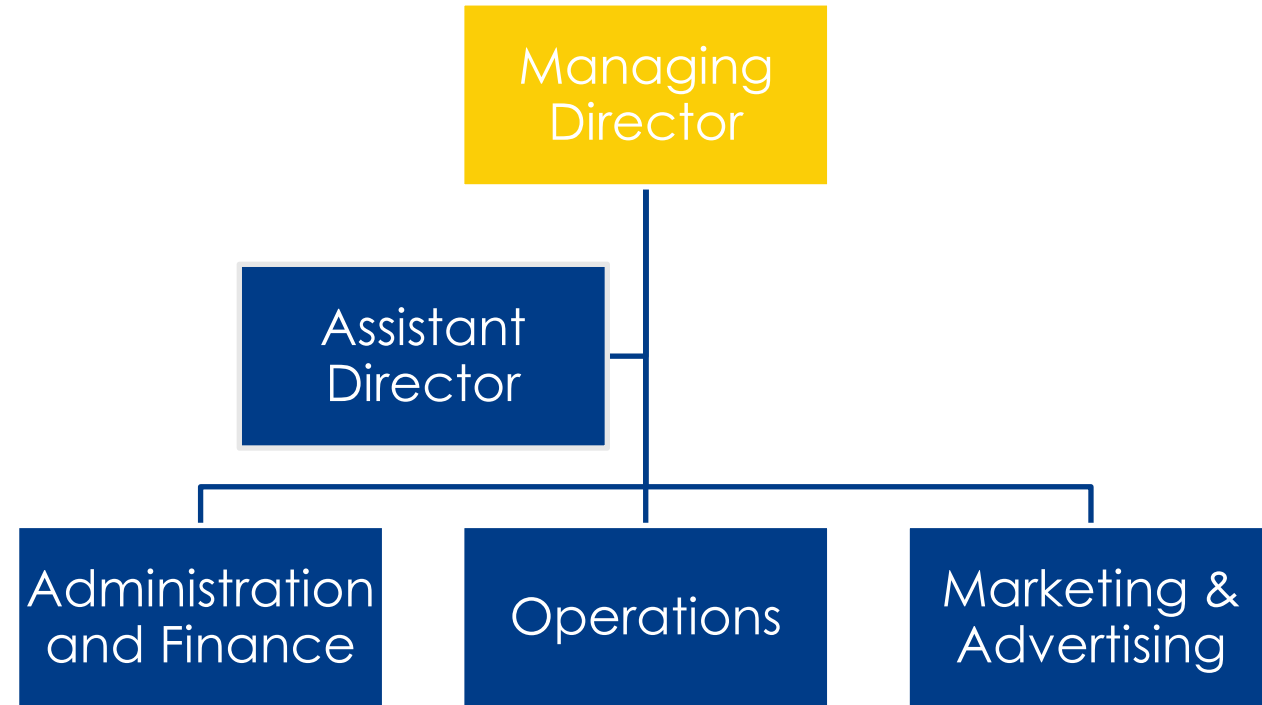 Managing
Director
Assistant
Director
Administration
and Finance
Operations
Marketing &
Advertising